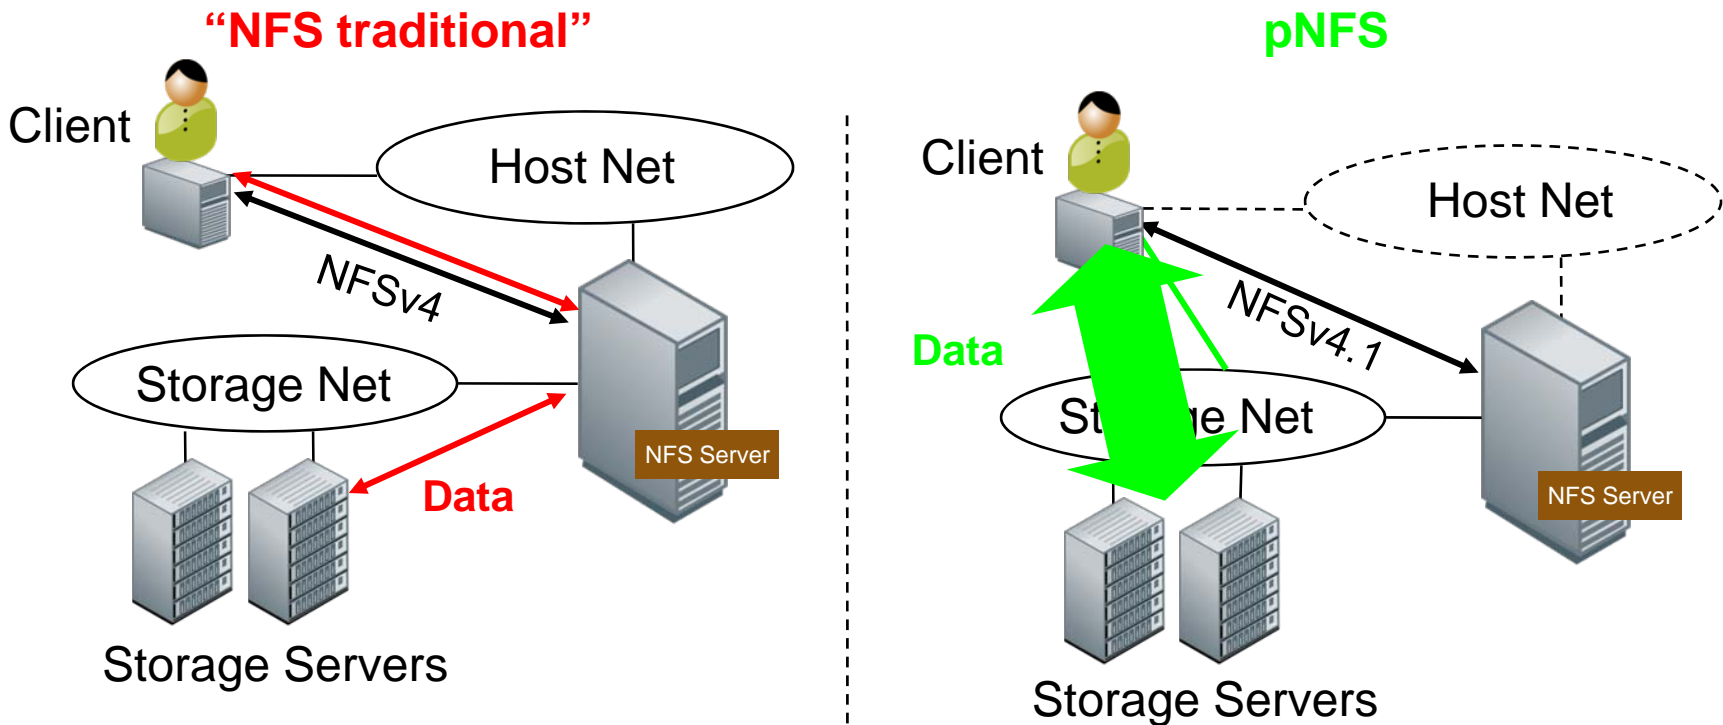 “NFS traditional”
Client
Host Net
NFSv4
Storage Net
NFS Server
Data
Storage Servers
pNFS
Client
Host Net
NFSv4.1
Data
Storage Net
NFS Server
Storage Servers